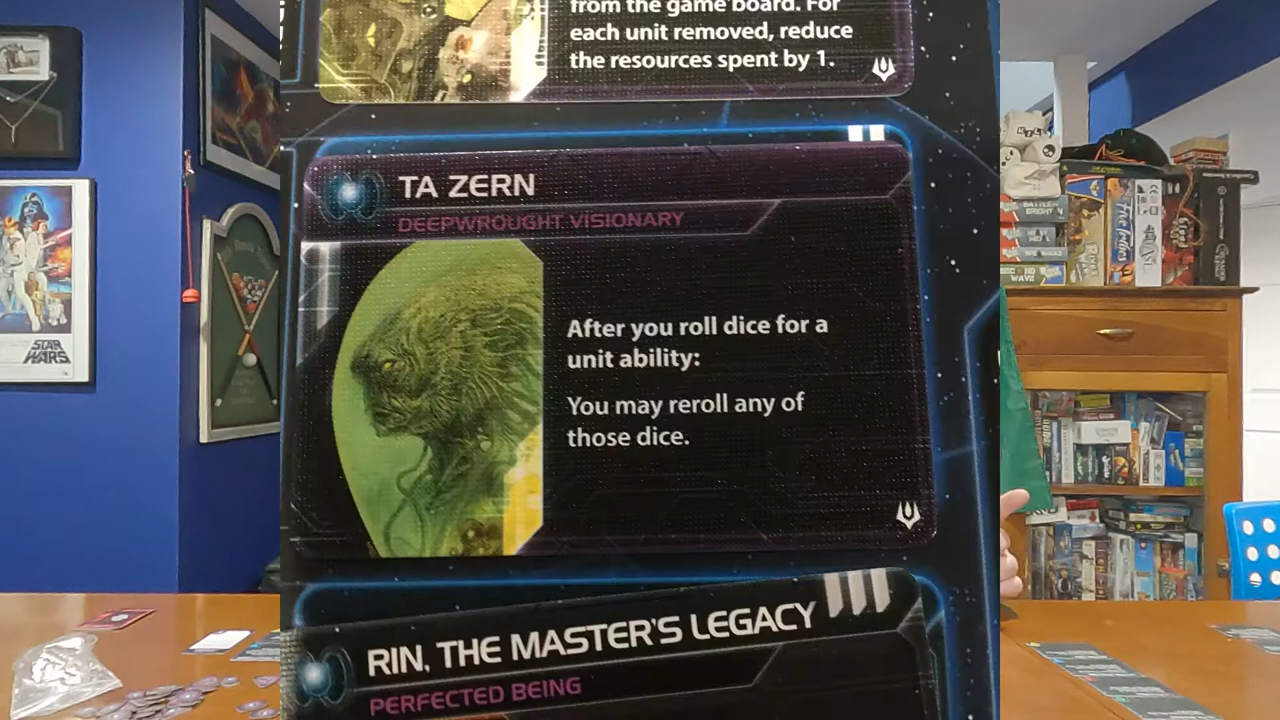 from the game board. For
each unit removed, reduce
the resources spent by 1.
TA ZERN
DEEPWROUGHT VISIONARY
After you roll dice for a
unit ability:
You may reroll any of
those dice.
RIN, THE MASTER'S LEGACY
PERFECTED BEING
STAR
WARS